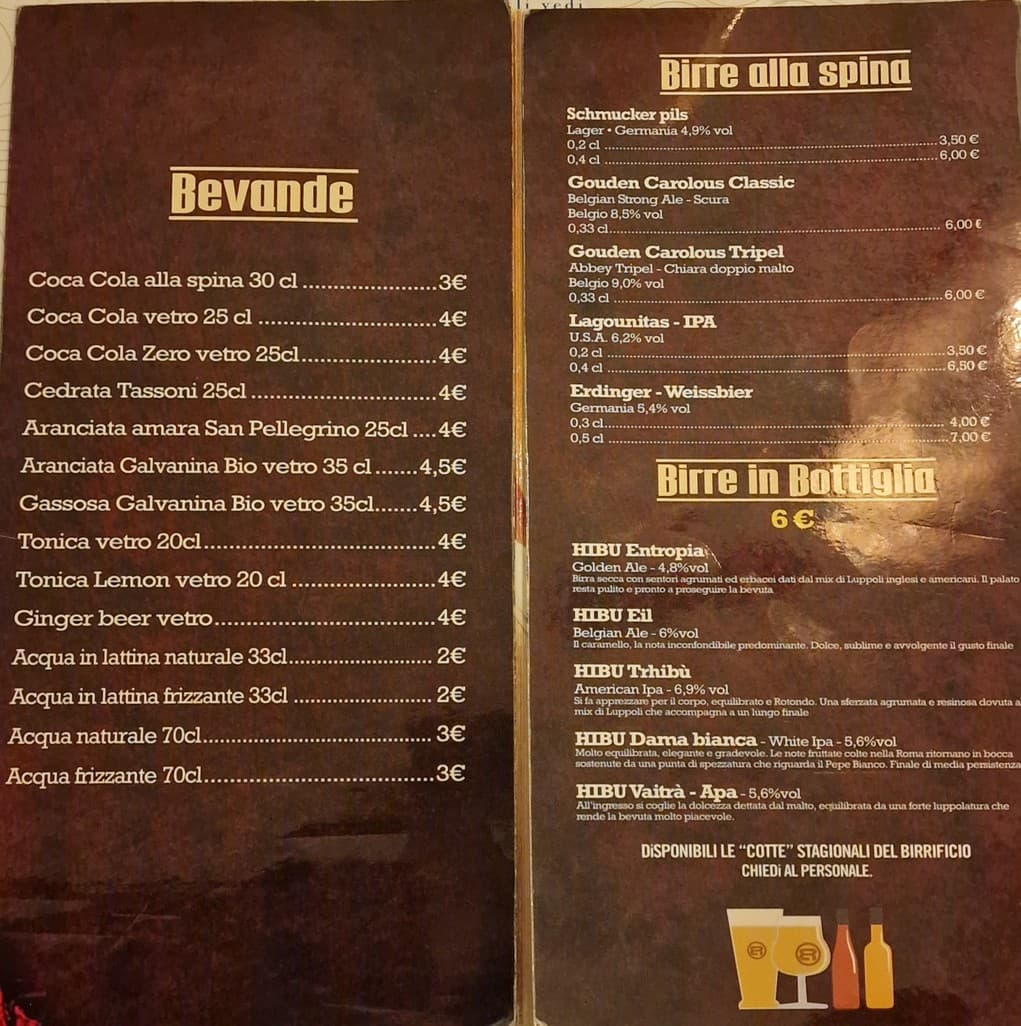 Bevande
Coca Cola alla spina 30 cl ......................3€
Coca Cola vetro 25 cl .............................4€
Coca Cola Zero vetro 25cl.......................4€
Cedrata Tassoni 25cl ...............................4€
Aranciata amara San Pellegrino 25cl ....4€
Aranciata Galvanina Bio vetro 35 cl.......4,5€
Gassosa Galvanina Bio vetro 35cl.......4,5€
Tonica vetro 20cl.......................................4€
Tonica Lemon vetro 20 cl ........................4€
Ginger beer vetro.....................................4€
Acqua in lattina naturale 33cl........................ 2€
Acqua in lattina frizzante 33cl ....................... 2€
Acqua naturale 70cl...................................... 3€
Acqua frizzante 70cl......................................3€
Birre alla spina
Schmucker pils
Lager • Germania 4,9% vol
0,2 cl ........................................3,50 €
0,4 cl ........................................6,00 €
Gouden Carolous Classic
Belgian Strong Ale - Scura
Belgio 8,5% vol
0,33 cl........................................ 6,00 €
Gouden Carolous Tripel
Abbey Tripel - Chiara doppio malto
Belgio 9,0% vol
0,33 cl ........................................6,00 €
Lagounitas - IPA
U.S.A. 6,2% vol
0,2 cl ........................................3,50 €
0,4 cl ........................................6,50 €
Erdinger - Weissbier
Germania 5,4% vol
0,3 cl........................................ 4,00 €
0,5 cl ........................................7,00 €
Birre in Bottiglia
6 €
HIBU Entropia
Golden Ale - 4,8%vol
Birra secca con sentori agrumati ed erbacei dati dal mix di Luppoli inglesi e americani. Il palato
resta pulito e pronto a proseguire la bevuta
HIBU Eil
Belgian Ale - 6%vol
Il caramello, la nota inconfondibile predominante. Dolce, sublime e avvolgente il gusto finale
HIBU Trhibù
American Ipa - 6,9% vol
Si fa apprezzare per il corpo, equilibrato e Rotondo. Una sferzata agrumata e resinosa dovuta a
mix di Luppoli che accompagna a un lungo finale
HIBU Dama bianca - White Ipa - 5,6%vol
Molto equilibrata, elegante e gradevole. Le note fruttate colte nella Roma ritornano in bocca
sostenute da una punta di spezzatura che riguarda il Pepe Bianco. Finale di media persistenza
HIBU Vaitrà - Apa - 5,6%vol
All'ingresso si coglie la dolcezza dettata dal malto, equilibrata da una forte luppolatura che
rende la bevuta molto piacevole.
DiSPONIBILI LE “COTTE” STAGIONALI DEL BIRRIFICIO
CHIEDi AL PERSONALE.